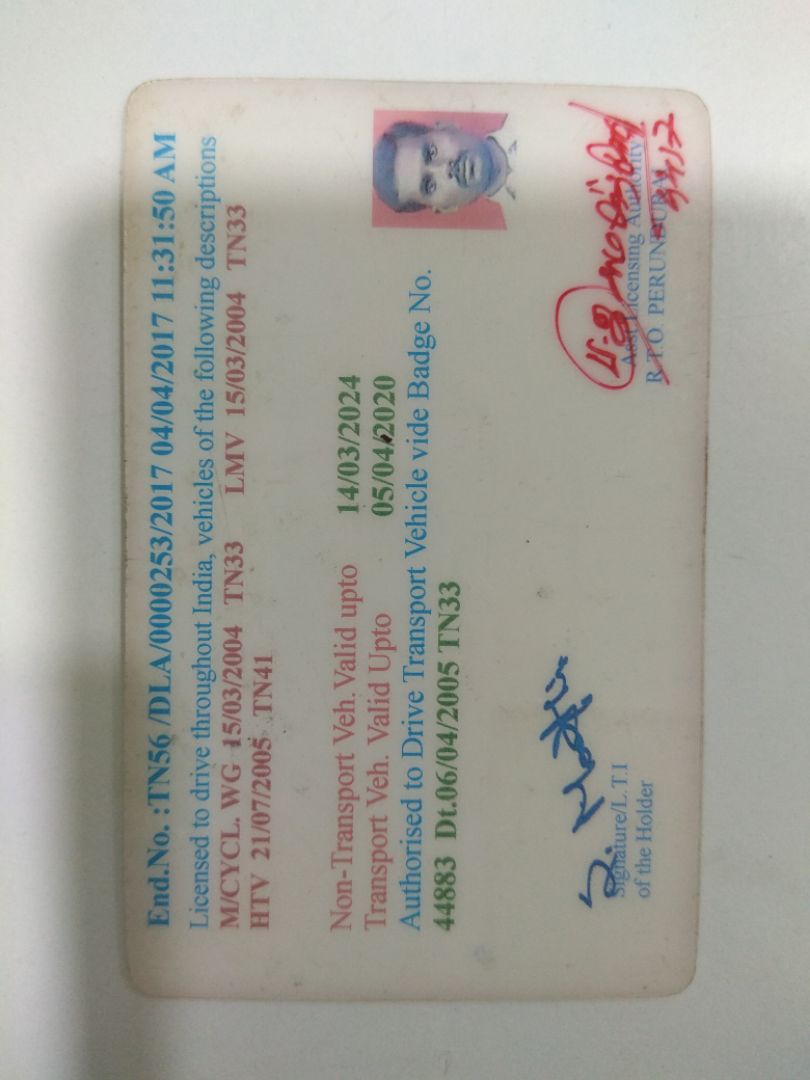 End.No. :TN56 /DLA/0000253/2017 04/04/2017 11:31:50 AM
Licensed to drive throughout India, vehicles of the following descriptions
M/CYCL. WG 15/03/2004 TN33 LMV 15/03/2004 TN33
HTV 21/07/2005 TN41
Non-Transport Veh. Valid upto 14/03/2024
Transport Veh. Valid Upto 05/04/2020
Authorised to Drive Transport Vehicle vide Badge No.
44883 Dt.06/04/2005 TN33
Signature/L.T.I
of the Holder
Asst Licensing Authority
R.T.O. PERUNDURAI